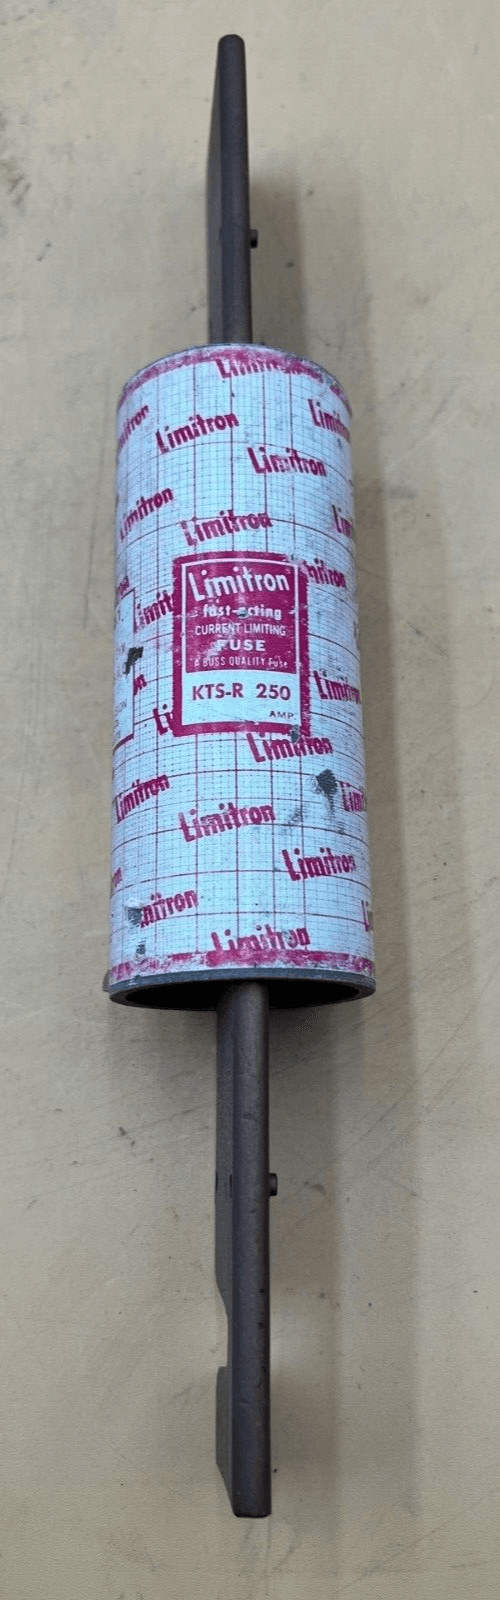 Limitron
Limitron
Limitron
Limitron
Limitron
Limitron
fast-acting
CURRENT LIMITING
FUSE
A BUSS QUALITY Fuse
KTS-R 250
AMP.
Limitron
Limitron
Limitron
Limitron
Limitron